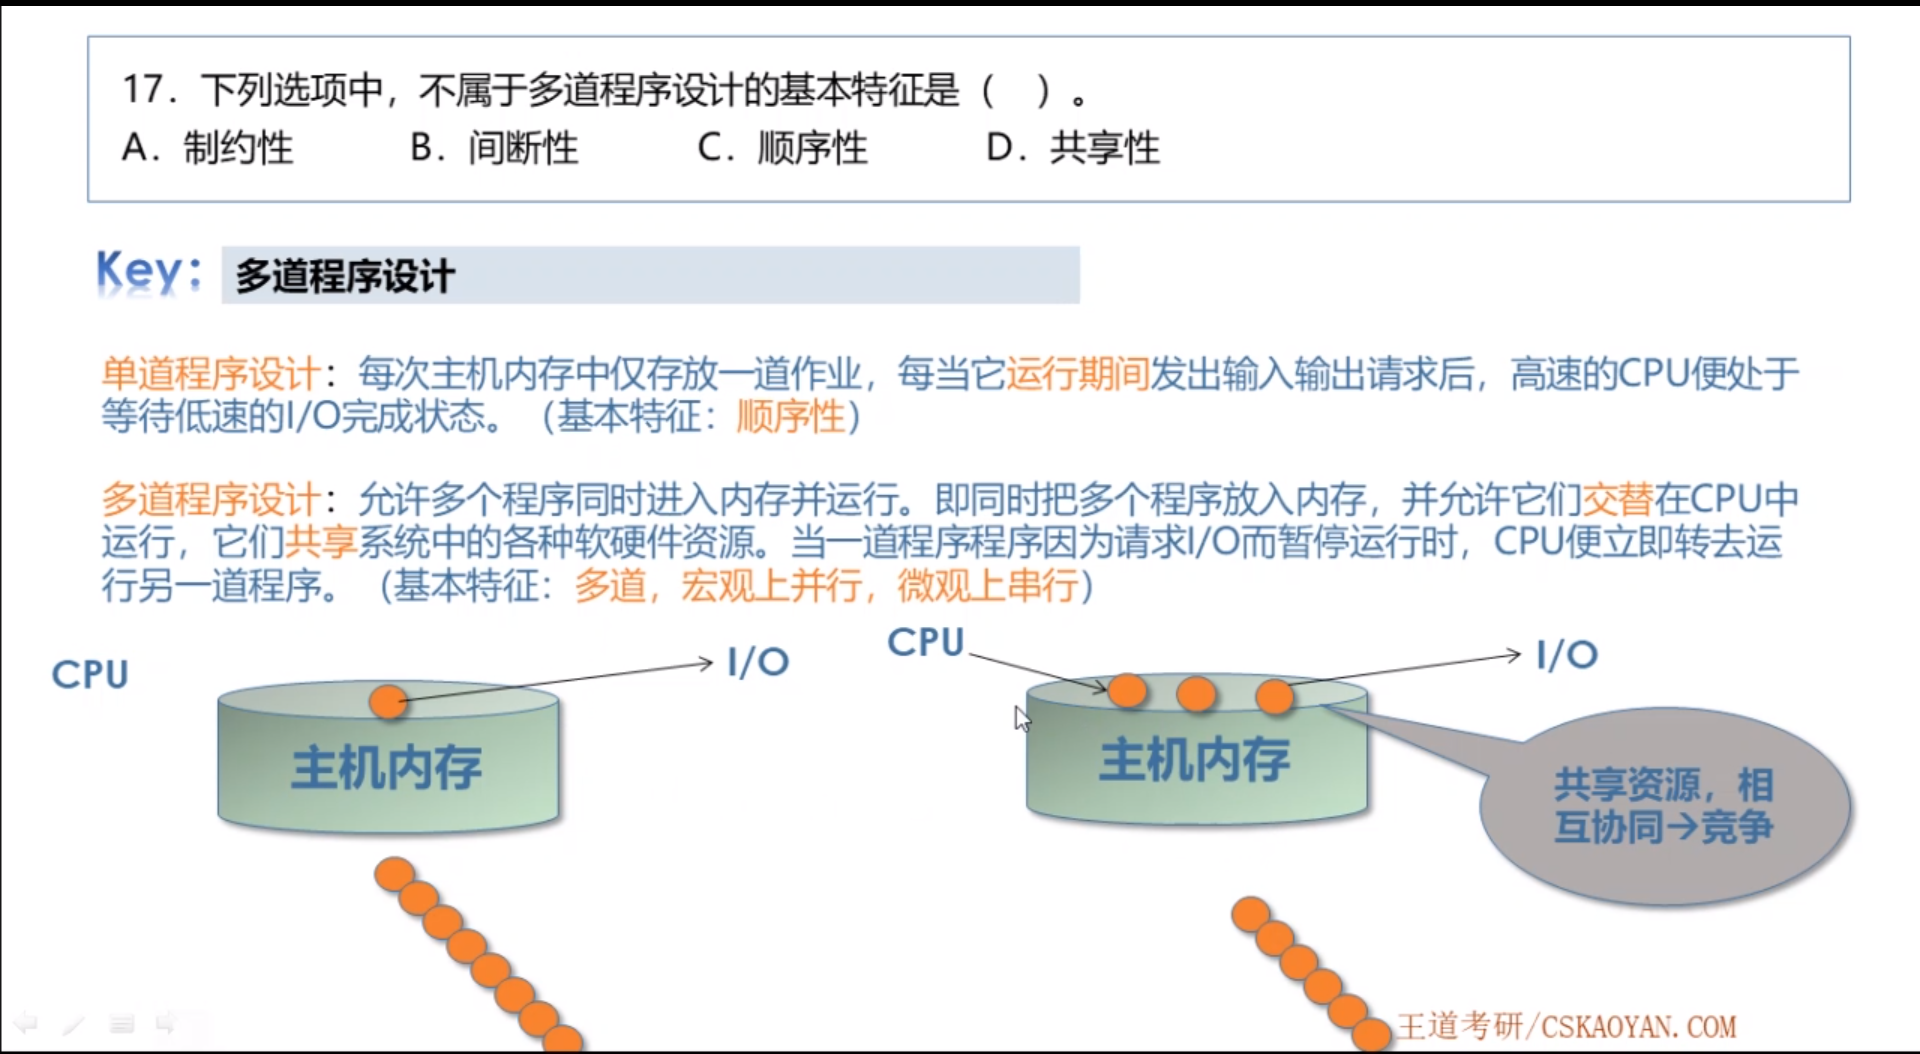 17. 下列选项中，不属于多道程序设计的基本特征是（ ）。
A. 制约性 B. 间断性 C. 顺序性 D. 共享性
Key: 多道程序设计
单道程序设计：每次主机内存中仅存放一道作业，每当它运行期间发出输入输出请求后，高速的CPU便处于
等待低速的I/O完成状态。（基本特征：顺序性）
多道程序设计：允许多个程序同时进入内存并运行。即同时把多个程序放入内存，并允许它们交替在CPU中
运行，它们共享系统中的各种软硬件资源。当一道程序程序因为请求I/O而暂停运行时，CPU便立即转去运
行另一道程序。（基本特征：多道，宏观上并行，微观上串行）
CPU
I/O
主机内存
CPU
I/O
主机内存
共享资源，相
互协同→竞争
王道考研/CSKAOYAN.COM